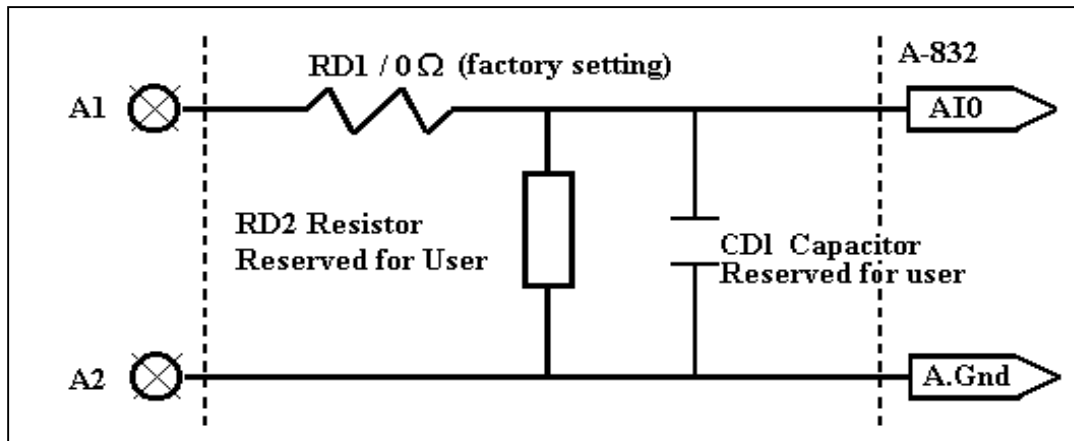 RD1 / 0 Ω (factory setting)
A-832
A1
AI0
RD2 Resistor
Reserved for User
CD1 Capacitor
Reserved for user
A2
A.Gnd